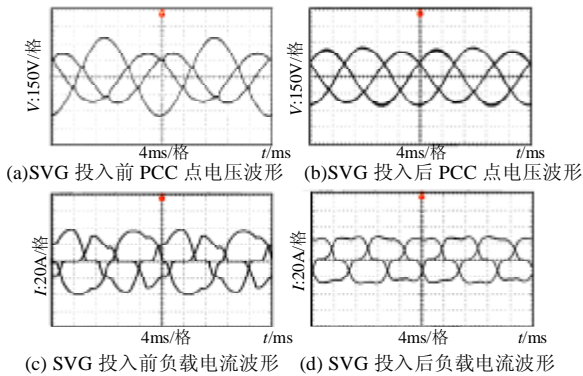 V:150V/格
4ms/格
t/ms
(a)SVG 投入前 PCC 点电压波形
V:150V/格
4ms/格
t/ms
(b)SVG 投入后 PCC 点电压波形
I:20A/格
4ms/格
t/ms
(c) SVG 投入前负载电流波形
I:20A/格
4ms/格
t/ms
(d) SVG 投入后负载电流波形